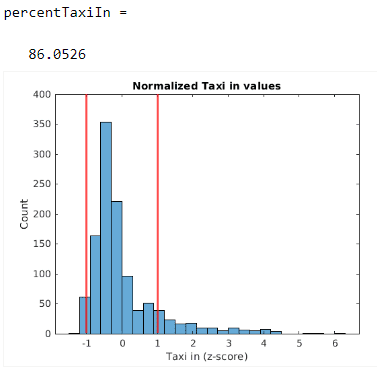 percentTaxiIn =
86.0526
Normalized Taxi in values
400
350
300
250
200
150
100
50
0
Count
-1 0 1 2 3 4 5 6
Taxi in (z-score)